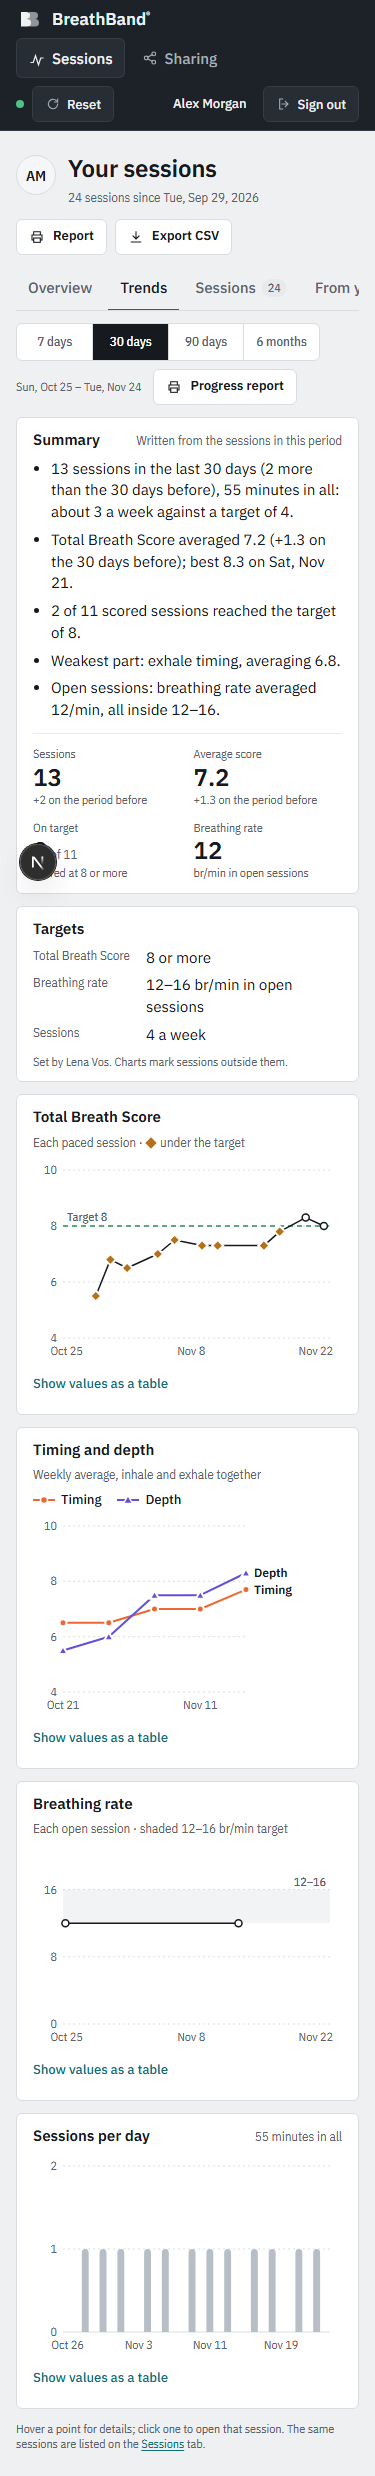 BreathBand®
Sessions
Sharing
Reset
Alex Morgan
Sign out
AM
Your sessions
24 sessions since Tue, Sep 29, 2026
Report
Export CSV
Overview
Trends
Sessions 24
From y
7 days
30 days
90 days
6 months
Sun, Oct 25 – Tue, Nov 24
Progress report
Summary
Written from the sessions in this period
• 13 sessions in the last 30 days (2 more
than the 30 days before), 55 minutes in all:
about 3 a week against a target of 4.
• Total Breath Score averaged 7.2 (+1.3 on
the 30 days before); best 8.3 on Sat, Nov
21.
• 2 of 11 scored sessions reached the target
of 8.
• Weakest part: exhale timing, averaging 6.8.
• Open sessions: breathing rate averaged
12/min, all inside 12–16.
Sessions
13
+2 on the period before
Average score
7.2
+1.3 on the period before
On target
of 11
at 8 or more
Breathing rate
12
br/min in open sessions
N
Targets
Total Breath Score
8 or more
Breathing rate
12–16 br/min in open
sessions
Sessions
4 a week
Set by Lena Vos. Charts mark sessions outside them.
Total Breath Score
Each paced session · ◆ under the target
10
Target 8
8
6
4
Oct 25
Nov 8
Nov 22
Show values as a table
Timing and depth
Weekly average, inhale and exhale together
Timing
Depth
10
8
Depth
Timing
6
4
Oct 21
Nov 11
Show values as a table
Breathing rate
Each open session · shaded 12–16 br/min target
12–16
16
8
0
Oct 25
Nov 8
Nov 22
Show values as a table
Sessions per day
55 minutes in all
2
1
0
Oct 26
Nov 3
Nov 11
Nov 19
Show values as a table
Hover a point for details; click one to open that session. The same
sessions are listed on the Sessions tab.